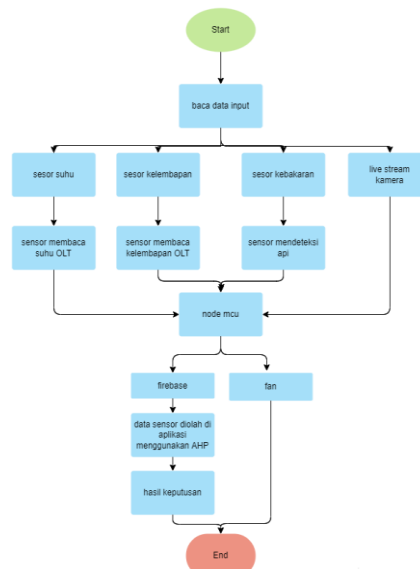 Start
baca data input
sesor suhu
sesor kelembapan
sesor kebakaran
live stream
kamera
sensor membaca
suhu OLT
sensor membaca
kelembapan OLT
sensor mendeteksi
api
node mcu
firebase
fan
data sensor diolah di
aplikasi
menggunakan AHP
hasil keputusan
End